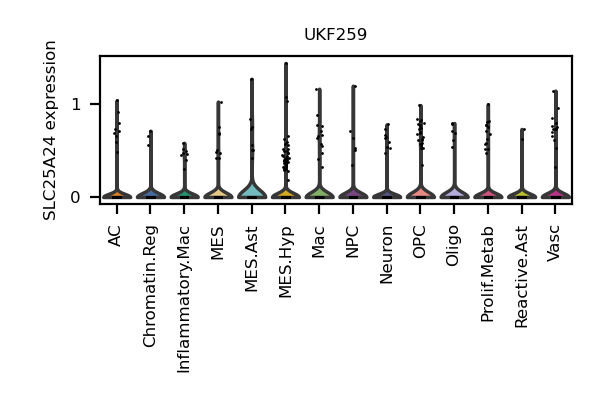 UKF259
SLC25A24 expression
1
0
AC
Chromatin.Reg
Inflammatory.Mac
MES
MES.Ast
MES.Hyp
Mac
NPC
Neuron
OPC
Oligo
Prolif.Metab
Reactive.Ast
Vasc